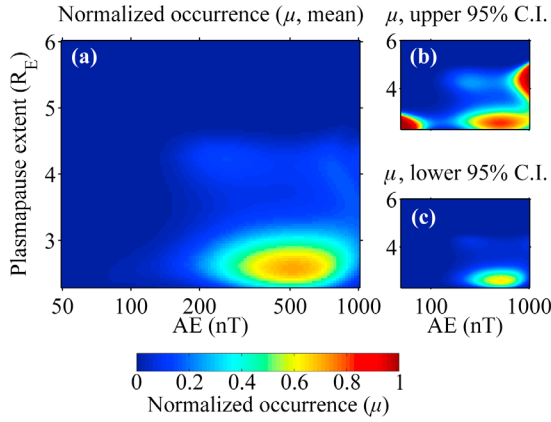 Normalized occurrence (μ, mean)
μ, upper 95% C.I.
(a)
(b)
6
5
4
3
Plasmapause extent (R_E)
50
100
200
500
1000
AE (nT)
6
4
μ, lower 95% C.I.
(c)
6
4
100
1000
AE (nT)
0
0.2
0.4
0.6
0.8
1
Normalized occurrence (μ)